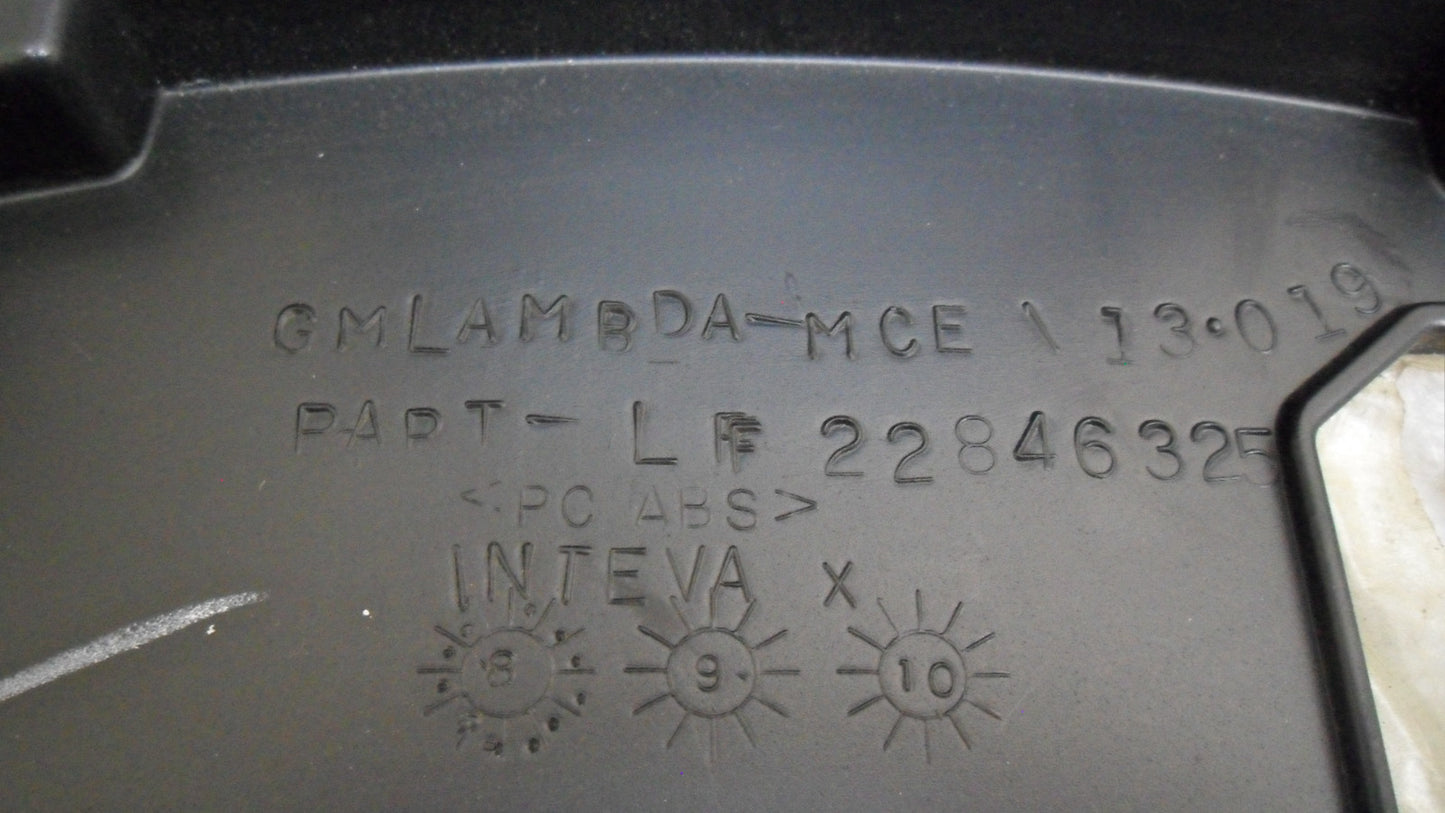 GMLAMBDA-MCE \ 13.019
PART- LF 22846325
<PC ABS>
INTEVA X
8 9 10